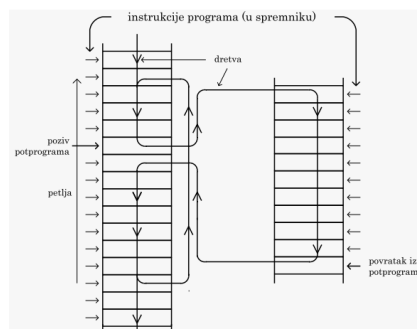 instrukcije programa (u spremniku)
dretva
poziv
potprograma
petlja
povratak iz
potprogram